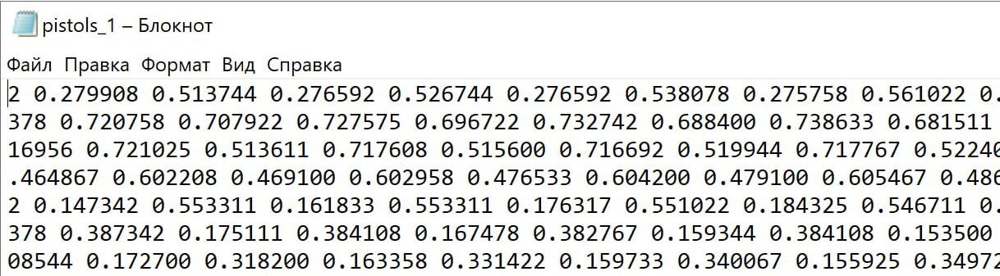 pistols_1 – Блокнот
Файл Правка Формат Вид Справка
2 0.279908 0.513744 0.276592 0.526744 0.276592 0.538078 0.275758 0.561022 0.
378 0.720758 0.707922 0.727575 0.696722 0.732742 0.688400 0.738633 0.681511
16956 0.721025 0.513611 0.717608 0.515600 0.716692 0.519944 0.717767 0.52240
.464867 0.602208 0.469100 0.602958 0.476533 0.604200 0.479100 0.605467 0.486
2 0.147342 0.553311 0.161833 0.553311 0.176317 0.551022 0.184325 0.546711 0.
378 0.387342 0.175111 0.384108 0.167478 0.382767 0.159344 0.384108 0.153500
08544 0.172700 0.318200 0.163358 0.331422 0.159733 0.340067 0.155925 0.34972